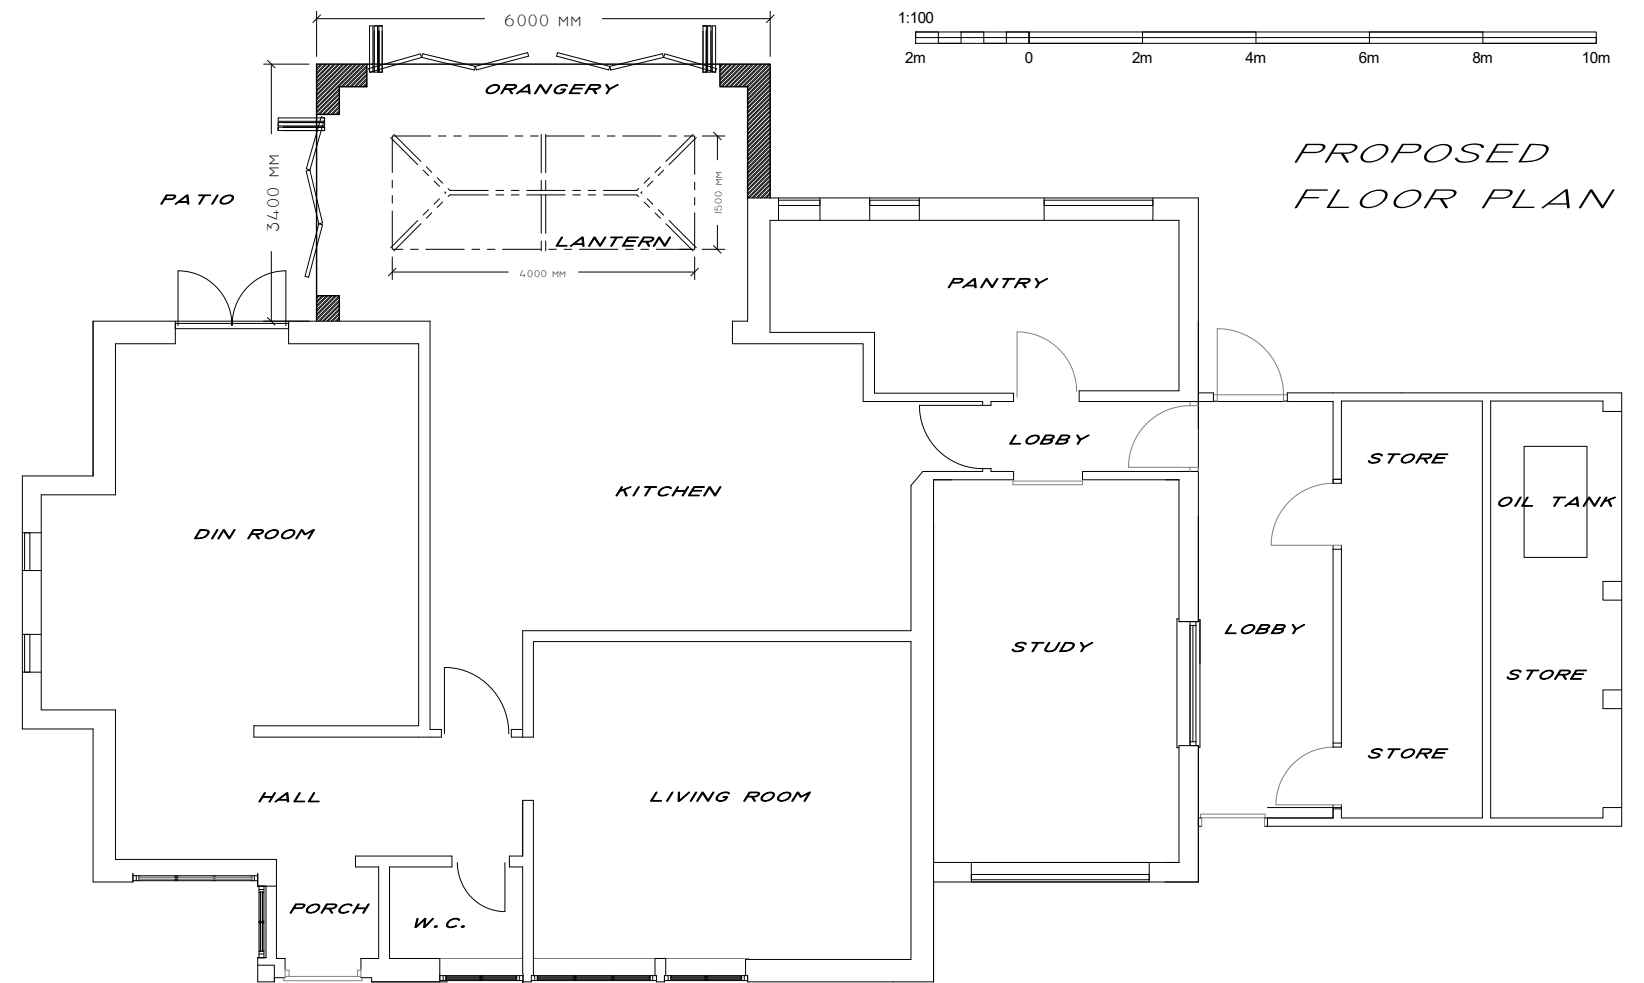 6000 MM
1:100
2m 0 2m 4m 6m 8m 10m
ORANGERY
PROPOSED
FLOOR PLAN
PATIO
3400 MM
1500 MM
LANTERN
4000 MM
PANTRY
LOBBY
STORE
KITCHEN
OIL TANK
DIN ROOM
LOBBY
STUDY
STORE
STORE
HALL
LIVING ROOM
PORCH
W.C.